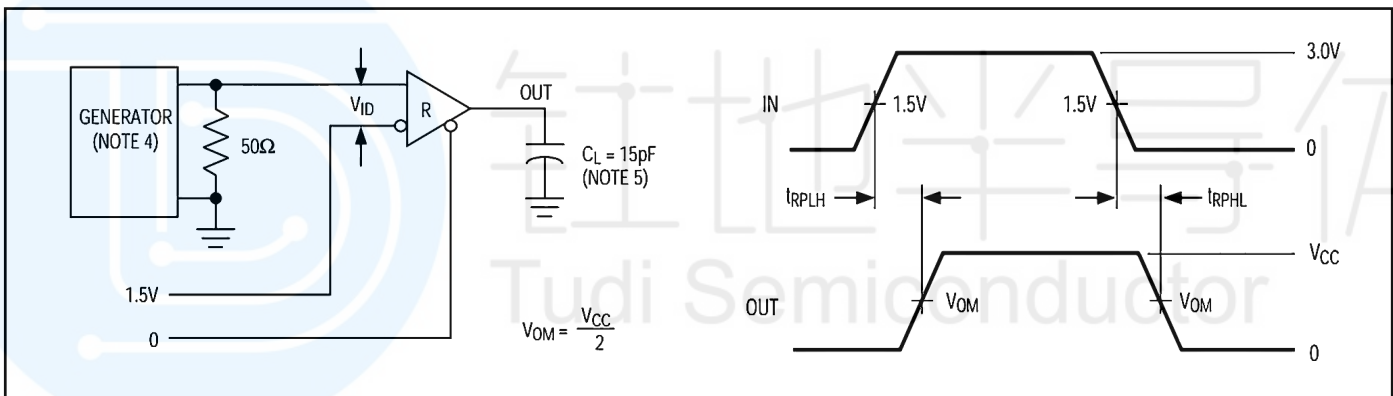 GENERATOR
(NOTE 4)
50Ω
V_ID
R
OUT
C_L = 15pF
(NOTE 5)
1.5V
0
V_OM = V_CC / 2
IN
1.5V
1.5V
3.0V
0
t_RPLH
t_RPHL
OUT
V_OM
V_OM
V_CC
0
Tudi Semiconductor